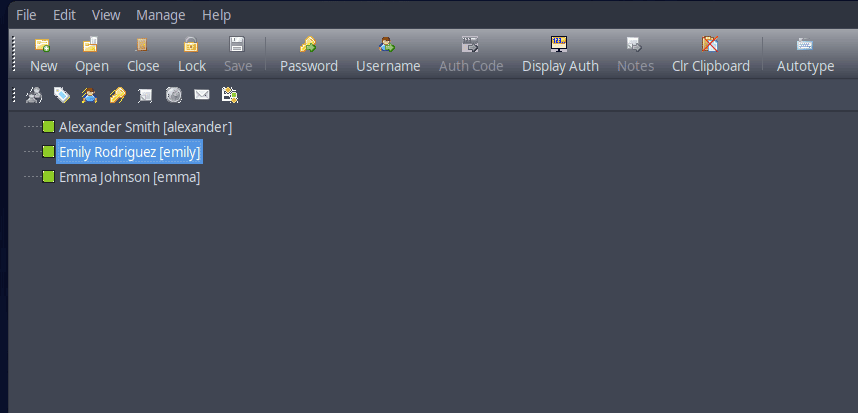 File Edit View Manage Help
New Open Close Lock Save Password Username Auth Code Display Auth Notes Clr Clipboard Autotype
Alexander Smith [alexander]
Emily Rodriguez [emily]
Emma Johnson [emma]